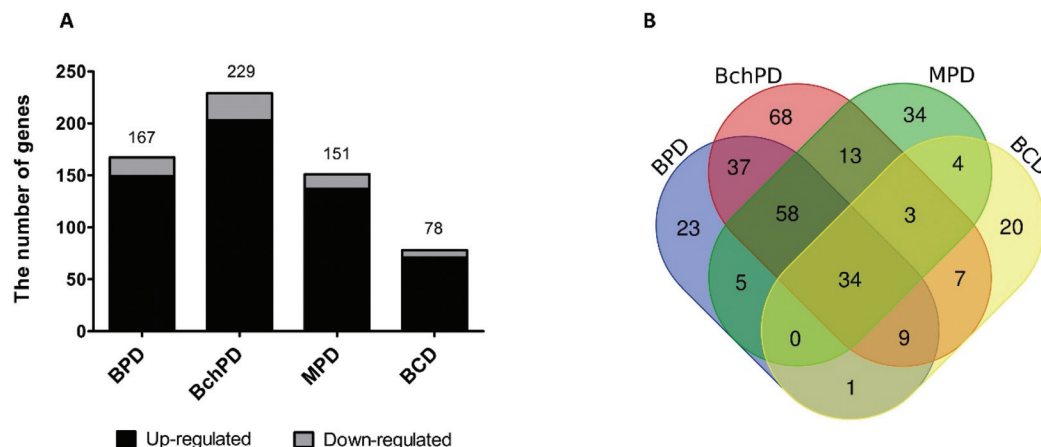 A
The number of genes
250
200
150
100
50
0
167
229
151
78
BPD
BchPD
MPD
BCD
Up-regulated
Down-regulated
B
BchPD
MPD
BPD
BCD
68
34
37
13
4
23
58
3
20
5
34
7
0
9
1